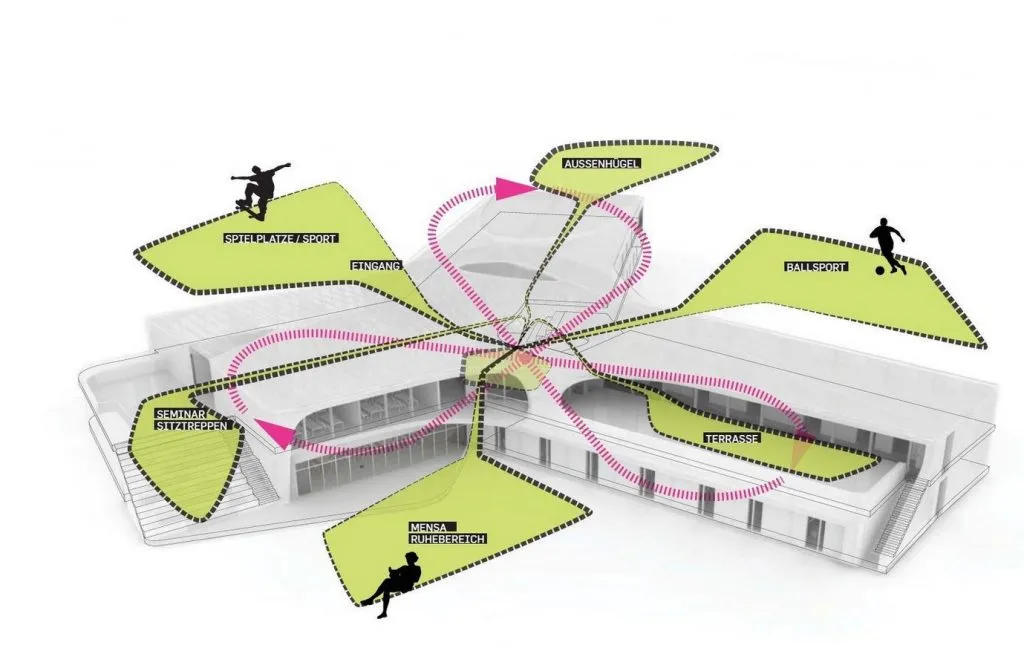 AUSSENHÜGEL
SPIELPLATZE / SPORT
EINGANG
BALLSPORT
SEMINAR
SITZTREPPEN
TERRASSE
MENSA
RUHEBEREICH